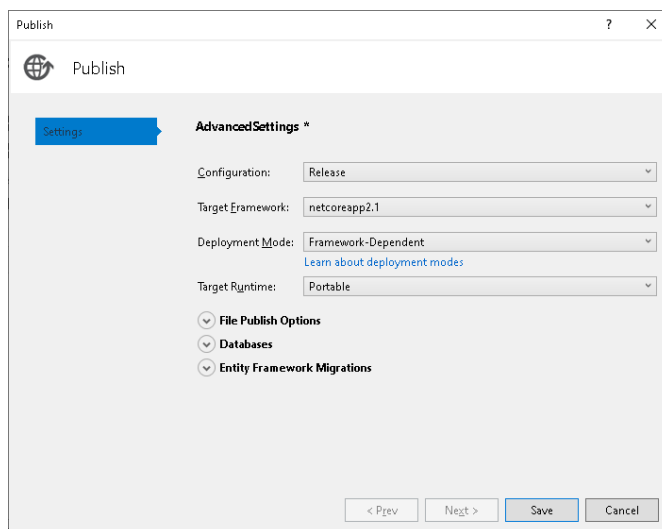 Publish
?
Publish
Settings
AdvancedSettings *
Configuration: Release
Target Framework: netcoreapp2.1
Deployment Mode: Framework-Dependent
Learn about deployment modes
Target Runtime: Portable
File Publish Options
Databases
Entity Framework Migrations
< Prev Next > Save Cancel